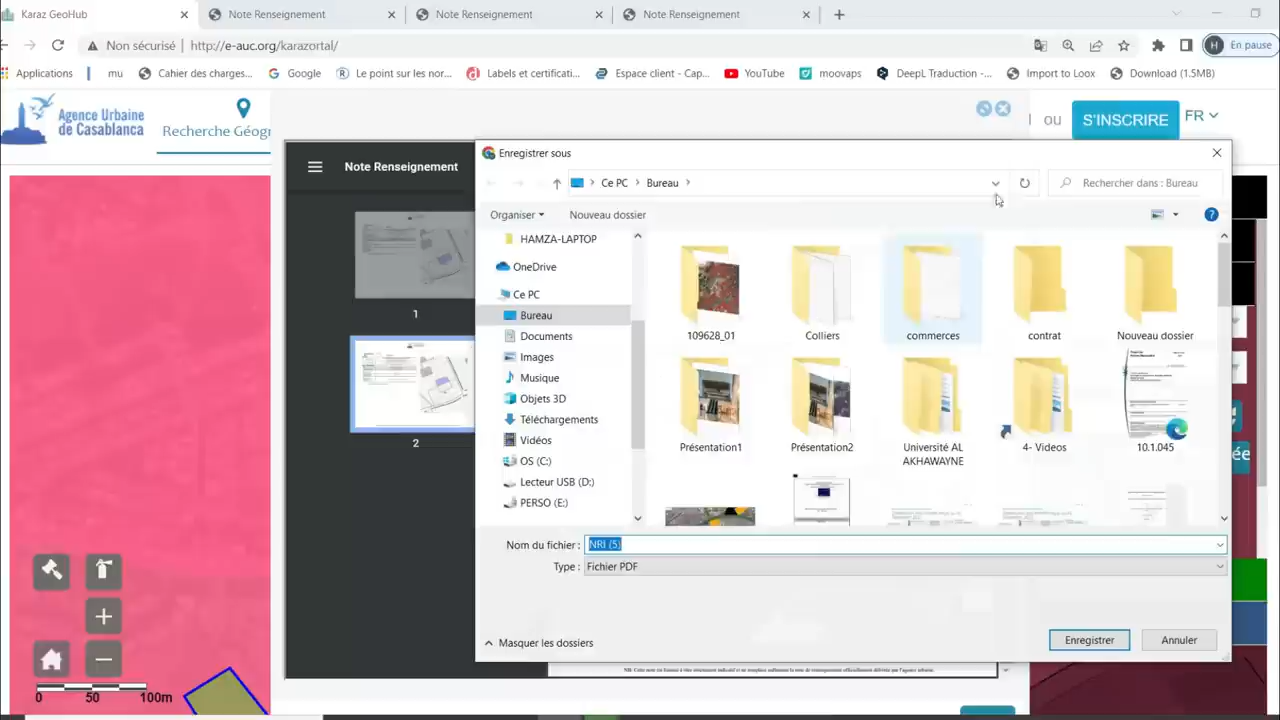 Karaz GeoHub
Note Renseignement
Note Renseignement
Note Renseignement
Non sécurisé
http://e-auc.org/karazortal/
H
En pause
Applications
mu
Cahier des charges...
Google
Le point sur les nor...
Labels et certificati...
Espace client - Cap...
YouTube
moovaps
DeepL Traduction -...
Import to Loox
Download (1.5MB)
Agence Urbaine
de Casablanca
Recherche Géogr
ou
S'INSCRIRE
FR
Note Renseignement
1
2
Enregistrer sous
Ce PC
Bureau
Rechercher dans : Bureau
Organiser
Nouveau dossier
HAMZA-LAPTOP
OneDrive
Ce PC
Bureau
Documents
Images
Musique
Objets 3D
Téléchargements
Vidéos
OS (C:)
Lecteur USB (D:)
PERSO (E:)
109628_01
Colliers
commerces
contrat
Nouveau dossier
Présentation1
Présentation2
Université AL
AKHAWAYNE
4- Videos
10.1.045
ée
Nom du fichier :
NRI (5)
Type :
Fichier PDF
Masquer les dossiers
Enregistrer
Annuler
0
50
100m